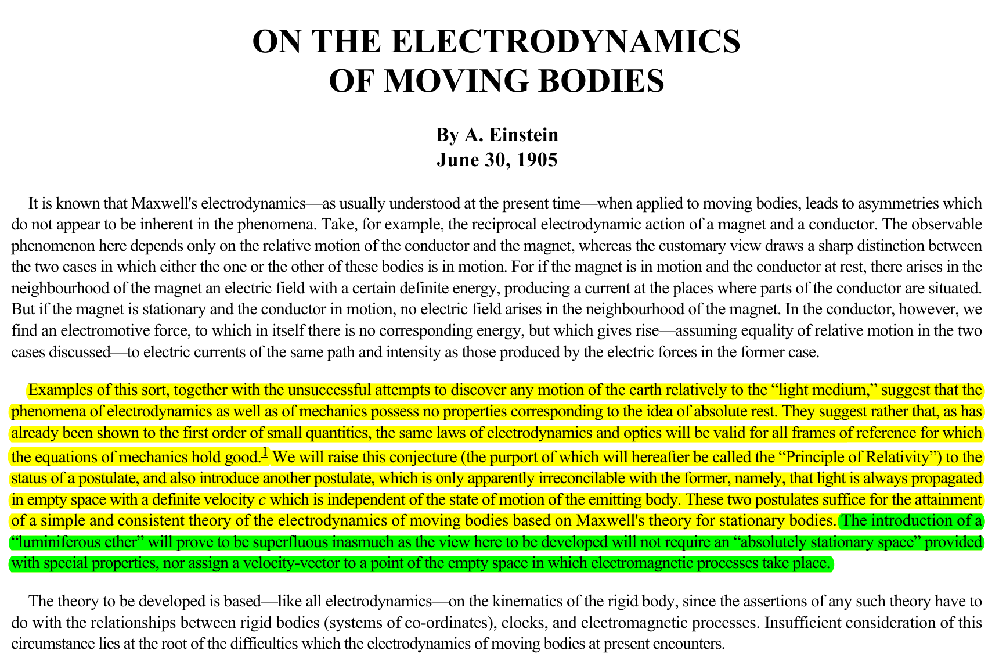 ON THE ELECTRODYNAMICS
OF MOVING BODIES
By A. Einstein
June 30, 1905
It is known that Maxwell's electrodynamics—as usually understood at the present time—when applied to moving bodies, leads to asymmetries which
do not appear to be inherent in the phenomena. Take, for example, the reciprocal electrodynamic action of a magnet and a conductor. The observable
phenomenon here depends only on the relative motion of the conductor and the magnet, whereas the customary view draws a sharp distinction between
the two cases in which either the one or the other of these bodies is in motion. For if the magnet is in motion and the conductor at rest, there arises in the
neighbourhood of the magnet an electric field with a certain definite energy, producing a current at the places where parts of the conductor are situated.
But if the magnet is stationary and the conductor in motion, no electric field arises in the neighbourhood of the magnet. In the conductor, however, we
find an electromotive force, to which in itself there is no corresponding energy, but which gives rise—assuming equality of relative motion in the two
cases discussed—to electric currents of the same path and intensity as those produced by the electric forces in the former case.
Examples of this sort, together with the unsuccessful attempts to discover any motion of the earth relatively to the “light medium,” suggest that the
phenomena of electrodynamics as well as of mechanics possess no properties corresponding to the idea of absolute rest. They suggest rather that, as has
already been shown to the first order of small quantities, the same laws of electrodynamics and optics will be valid for all frames of reference for which
the equations of mechanics hold good.1 We will raise this conjecture (the purport of which will hereafter be called the “Principle of Relativity”) to the
status of a postulate, and also introduce another postulate, which is only apparently irreconcilable with the former, namely, that light is always propagated
in empty space with a definite velocity c which is independent of the state of motion of the emitting body. These two postulates suffice for the attainment
of a simple and consistent theory of the electrodynamics of moving bodies based on Maxwell's theory for stationary bodies. The introduction of a
“luminiferous ether” will prove to be superfluous inasmuch as the view here to be developed will not require an “absolutely stationary space” provided
with special properties, nor assign a velocity-vector to a point of the empty space in which electromagnetic processes take place.
The theory to be developed is based—like all electrodynamics—on the kinematics of the rigid body, since the assertions of any such theory have to
do with the relationships between rigid bodies (systems of co-ordinates), clocks, and electromagnetic processes. Insufficient consideration of this
circumstance lies at the root of the difficulties which the electrodynamics of moving bodies at present encounters.